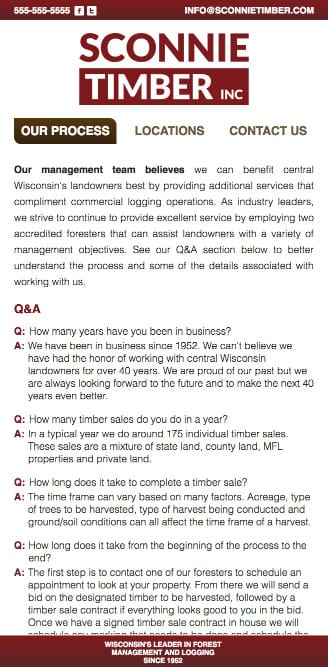 555-555-5555 INFO@SCONNIETIMBER.COM
SCONNIE
TIMBER INC
OUR PROCESS LOCATIONS CONTACT US
Our management team believes we can benefit central
Wisconsin's landowners best by providing additional services that
compliment commercial logging operations. As industry leaders,
we strive to continue to provide excellent service by employing two
accredited foresters that can assist landowners with a variety of
management objectives. See our Q&A section below to better
understand the process and some of the details associated with
working with us.
Q&A
Q: How many years have you been in business?
A: We have been in business since 1952. We can't believe we
have had the honor of working with central Wisconsin
landowners for over 40 years. We are proud of our past but we
are always looking forward to the future and to make the next 40
years even better.
Q: How many timber sales do you do in a year?
A: In a typical year we do around 175 individual timber sales.
These sales are a mixture of state land, county land, MFL
properties and private land.
Q: How long does it take to complete a timber sale?
A: The time frame can vary based on many factors. Acreage, type
of trees to be harvested, type of harvest being conducted and
ground/soil conditions can all affect the time frame of a harvest.
Q: How long does it take from the beginning of the process to the
end?
A: The first step is to contact one of our foresters to schedule an
appointment to look at your property. From there we will send a
bid on the designated timber to be harvested, followed by a
timber sale contract if everything looks good to you in the bid.
Once we have a signed timber sale contract in house we will
WISCONSIN'S LEADER IN FOREST
MANAGEMENT AND LOGGING
SINCE 1952